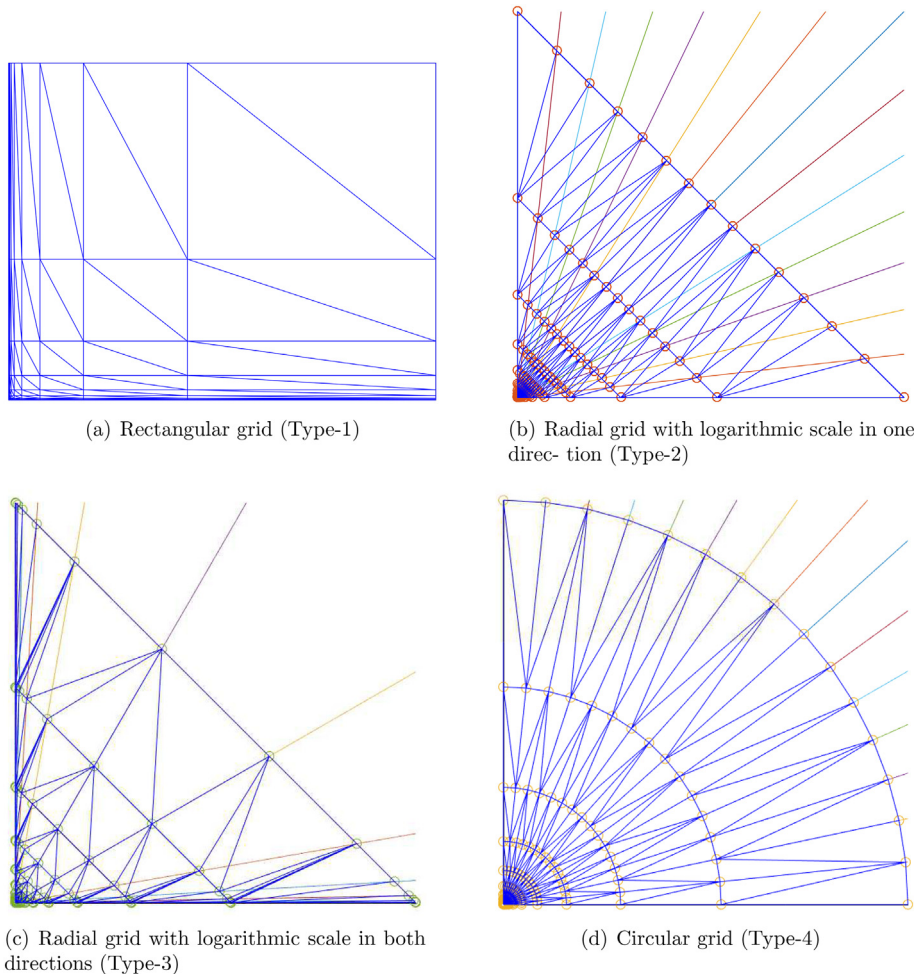 (a) Rectangular grid (Type-1)
(b) Radial grid with logarithmic scale in one
direc- tion (Type-2)
(c) Radial grid with logarithmic scale in both
directions (Type-3)
(d) Circular grid (Type-4)